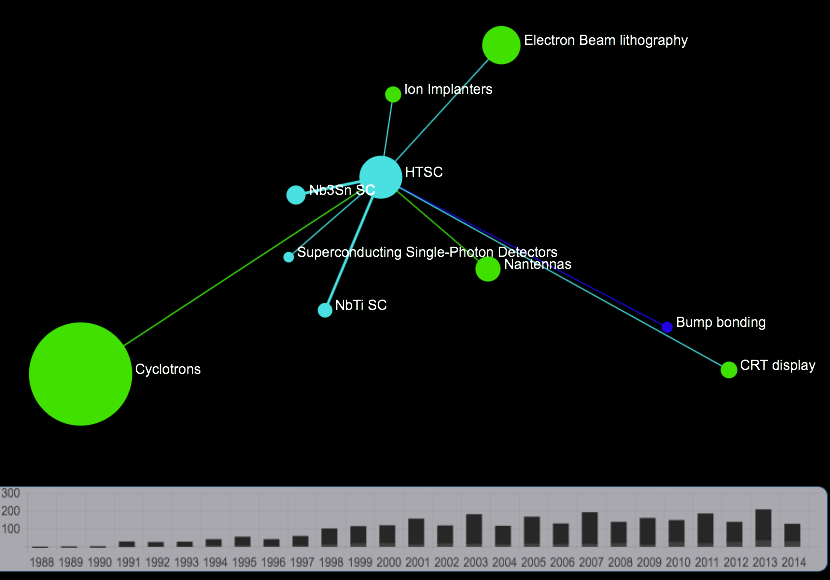 Electron Beam lithography
Ion Implanters
HTSC
Nb3Sn SC
Superconducting Single-Photon Detectors
Nantennas
NbTi SC
Bump bonding
CRT display
Cyclotrons
300
200
100
1988 1989 1990 1991 1992 1993 1994 1995 1996 1997 1998 1999 2000 2001 2002 2003 2004 2005 2006 2007 2008 2009 2010 2011 2012 2013 2014